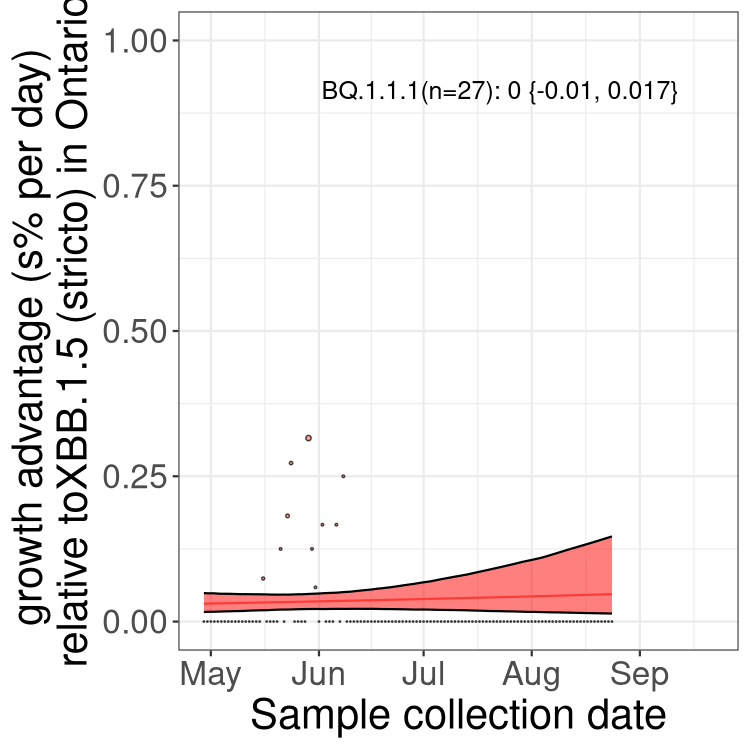 growth advantage (s% per day)
relative toXBB.1.5 (stricto) in Ontario
1.00
0.75
0.50
0.25
0.00
BQ.1.1.1(n=27): 0 {-0.01, 0.017}
May Jun Jul Aug Sep
Sample collection date